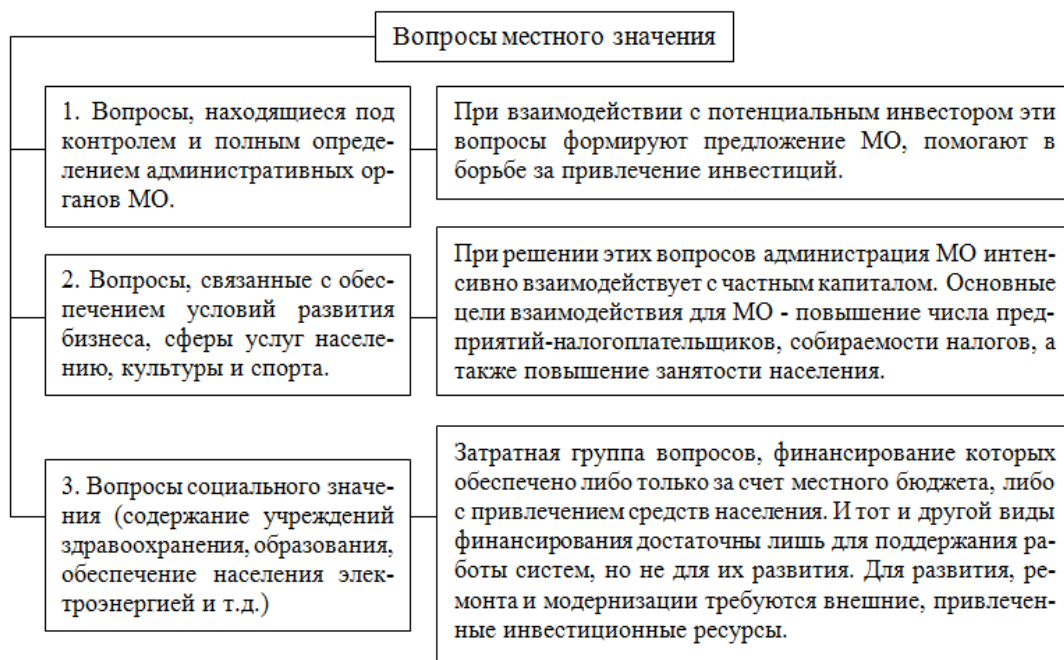 Вопросы местного значения
1. Вопросы, находящиеся под
контролем и полным опреде-
лением административных ор-
ганов МО.
При взаимодействии с потенциальным инвестором эти
вопросы формируют предложение МО, помогают в
борьбе за привлечение инвестиций.
2. Вопросы, связанные с обес-
печением условий развития
бизнеса, сферы услуг населе-
нию, культуры и спорта.
При решении этих вопросов администрация МО интен-
сивно взаимодействует с частным капиталом. Основные
цели взаимодействия для МО - повышение числа пред-
приятий-налогоплательщиков, собираемости налогов, а
также повышение занятости населения.
3. Вопросы социального значе-
ния (содержание учреждений
здравоохранения, образования,
обеспечение населения элек-
троэнергией и т.д.)
Затратная группа вопросов, финансирование которых
обеспечено либо только за счет местного бюджета, либо
с привлечением средств населения. И тот и другой виды
финансирования достаточны лишь для поддержания ра-
боты систем, но не для их развития. Для развития, ре-
монта и модернизации требуются внешние, привлечен-
ные инвестиционные ресурсы.